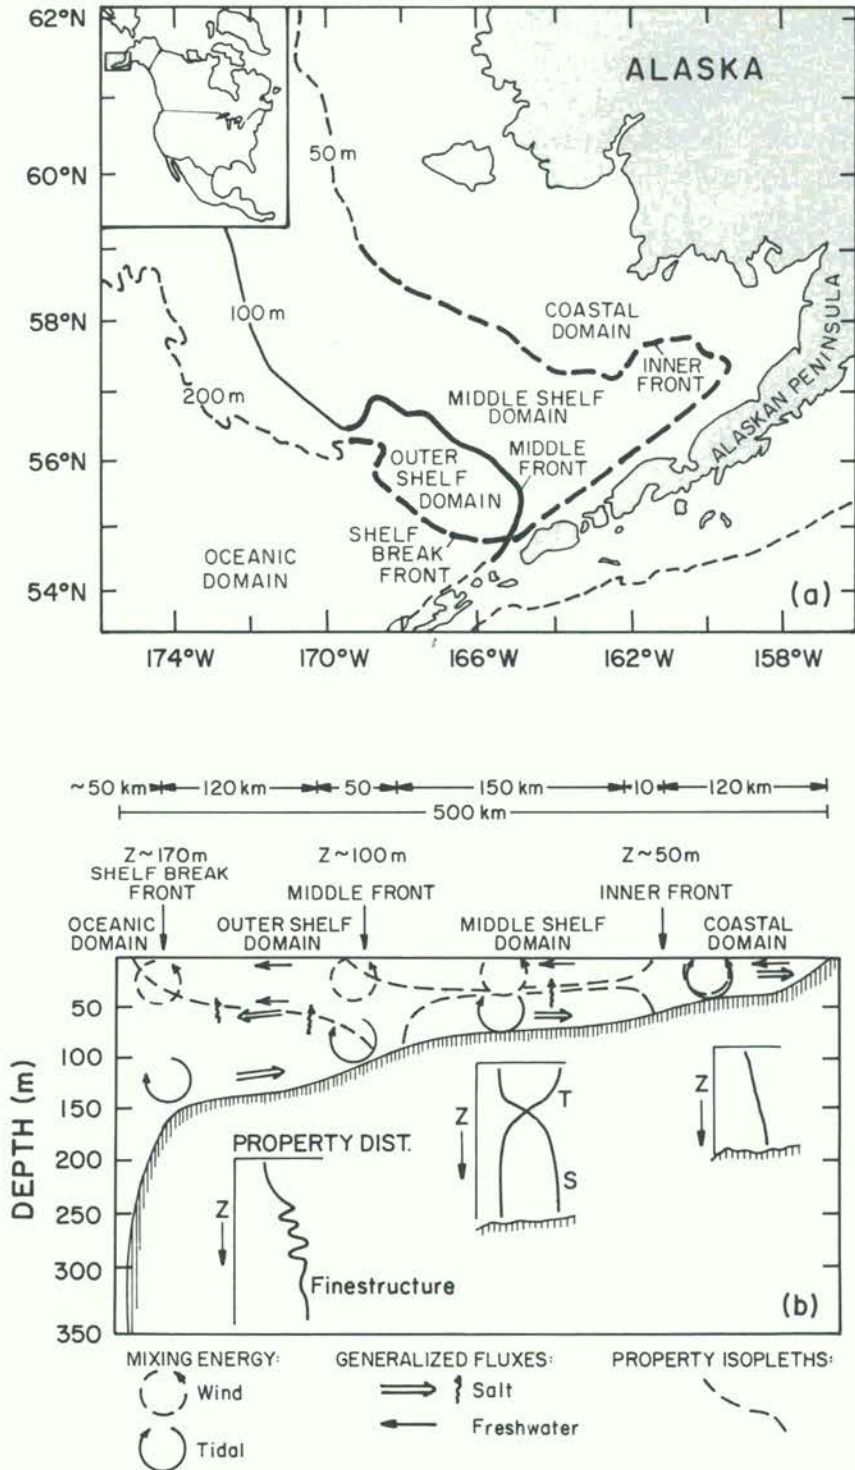 62°N
60°N
58°N
56°N
54°N
174°W
170°W
166°W
162°W
158°W
ALASKA
50 m
100 m
200 m
COASTAL
DOMAIN
INNER
FRONT
MIDDLE SHELF
DOMAIN
MIDDLE
FRONT
OUTER
SHELF
DOMAIN
SHELF
BREAK
FRONT
OCEANIC
DOMAIN
ALASKAN PENINSULA
(a)
~50 km
120 km
50
150 km
10
120 km
500 km
Z~170m
Z~100m
Z~50m
SHELF BREAK
FRONT
MIDDLE FRONT
INNER FRONT
OCEANIC
DOMAIN
OUTER SHELF
DOMAIN
MIDDLE SHELF
DOMAIN
COASTAL
DOMAIN
DEPTH (m)
50
100
150
200
250
300
350
PROPERTY DIST.
Z
Finestructure
Z
T
S
Z
(b)
MIXING ENERGY:
Wind
Tidal
GENERALIZED FLUXES:
Salt
Freshwater
PROPERTY ISOPLETHS: